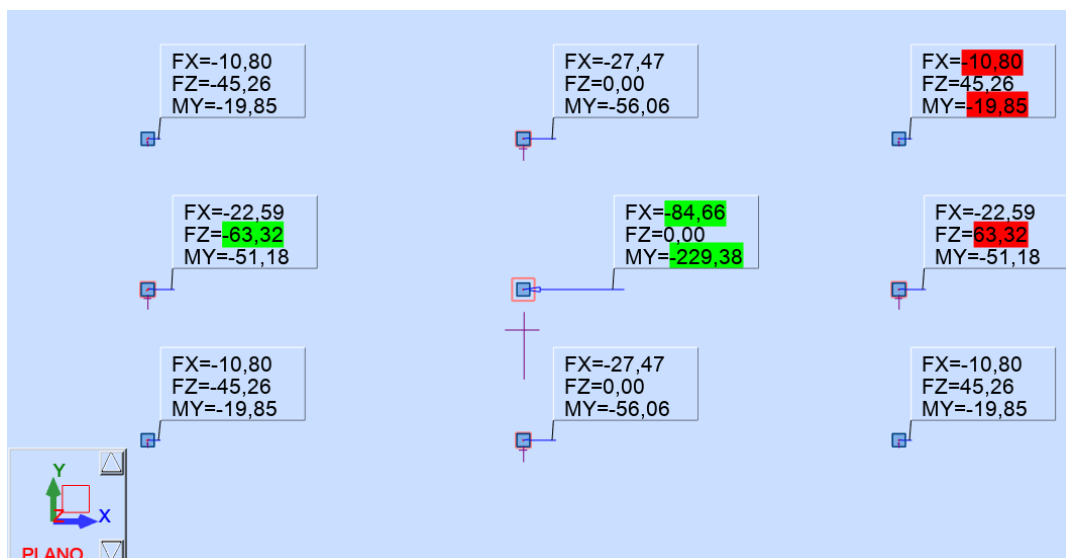 FX=-10,80
FZ=-45,26
MY=-19,85
FX=-27,47
FZ=0,00
MY=-56,06
FX=-10,80
FZ=45,26
MY=-19,85
FX=-22,59
FZ=-63,32
MY=-51,18
FX=-84,66
FZ=0,00
MY=-229,38
FX=-22,59
FZ=63,32
MY=-51,18
FX=-10,80
FZ=-45,26
MY=-19,85
FX=-27,47
FZ=0,00
MY=-56,06
FX=-10,80
FZ=45,26
MY=-19,85
Y
Z
X
PLANO